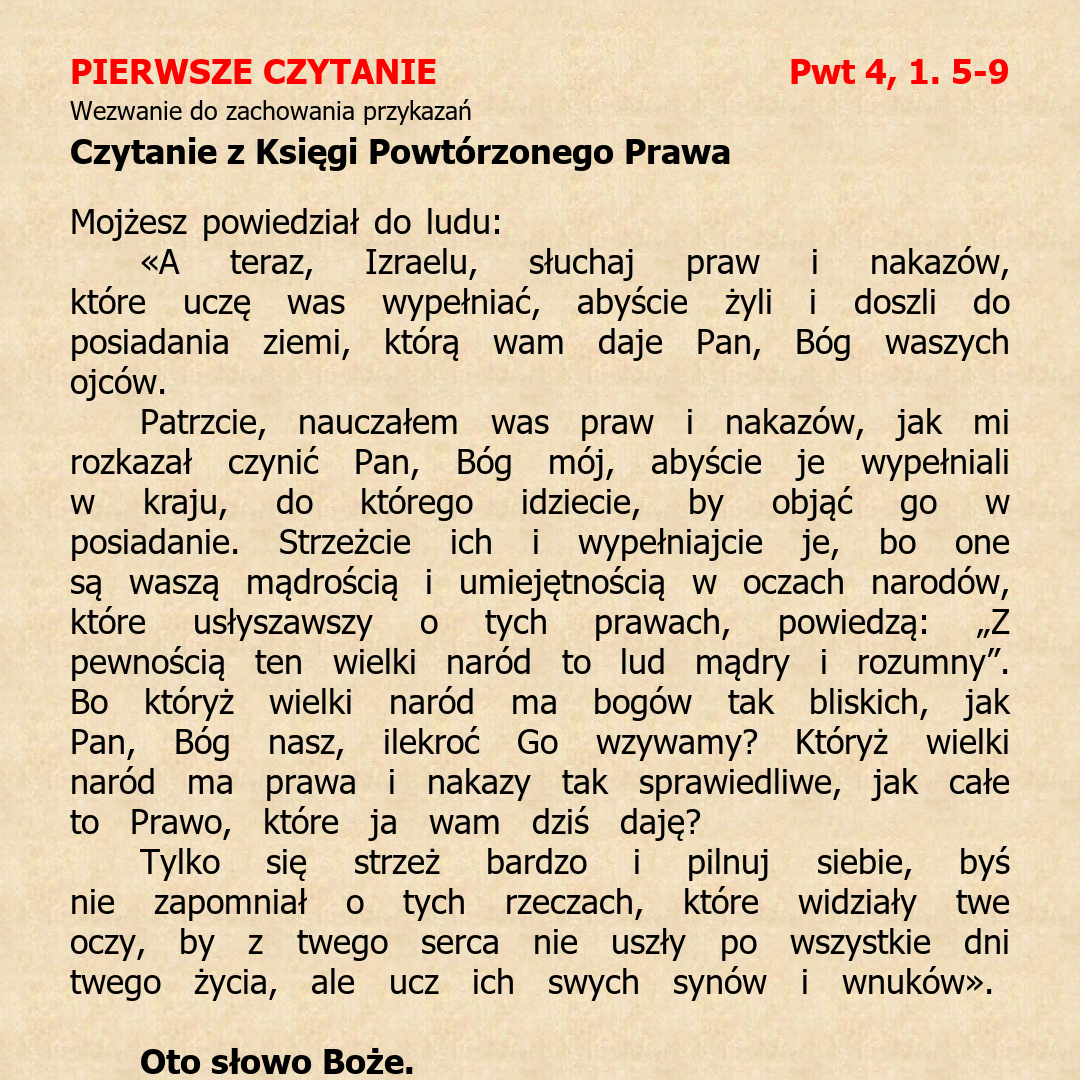 PIERWSZE CZYTANIE Pwt 4, 1. 5-9
Wezwanie do zachowania przykazań
Czytanie z Księgi Powtórzonego Prawa
Mojżesz powiedział do ludu:
«A teraz, Izraelu, słuchaj praw i nakazów,
które uczę was wypełniać, abyście żyli i doszli do
posiadania ziemi, którą wam daje Pan, Bóg waszych
ojców.
Patrzcie, nauczałem was praw i nakazów, jak mi
rozkazał czynić Pan, Bóg mój, abyście je wypełniali
w kraju, do którego idziecie, by objąć go w
posiadanie. Strzeżcie ich i wypełniajcie je, bo one
są waszą mądrością i umiejętnością w oczach narodów,
które usłyszawszy o tych prawach, powiedzą: „Z
pewnością ten wielki naród to lud mądry i rozumny”.
Bo któryż wielki naród ma bogów tak bliskich, jak
Pan, Bóg nasz, ilekroć Go wzywamy? Któryż wielki
naród ma prawa i nakazy tak sprawiedliwe, jak całe
to Prawo, które ja wam dziś daję?
Tylko się strzeż bardzo i pilnuj siebie, byś
nie zapomniał o tych rzeczach, które widziały twe
oczy, by z twego serca nie uszły po wszystkie dni
twego życia, ale ucz ich swych synów i wnuków».
Oto słowo Boże.